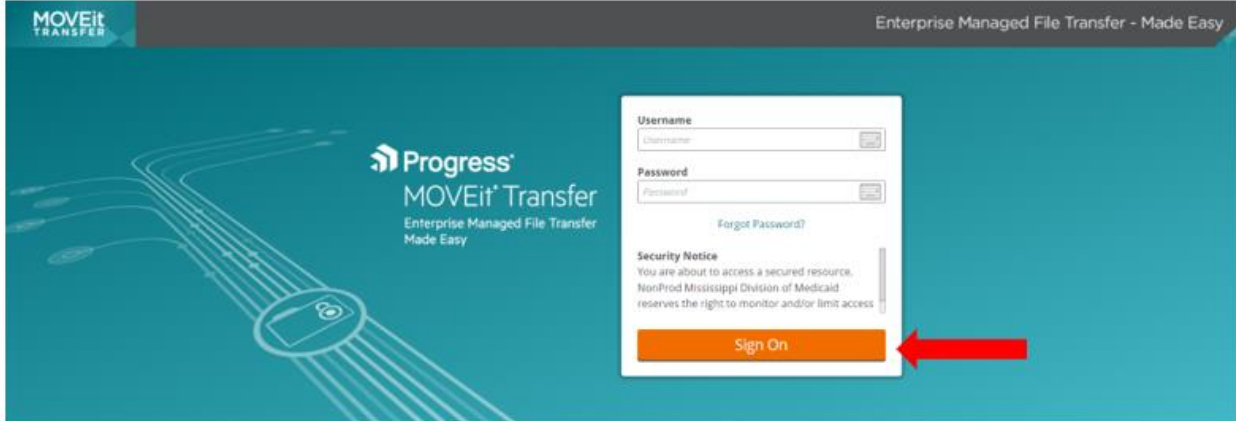 MOVEit
TRANSFER
Enterprise Managed File Transfer - Made Easy
Progress®
MOVEit® Transfer
Enterprise Managed File Transfer
Made Easy
Username
Username
Password
Password
Forgot Password?
Security Notice
You are about to access a secured resource.
NonProd Mississippi Division of Medicaid
reserves the right to monitor and/or limit access
Sign On